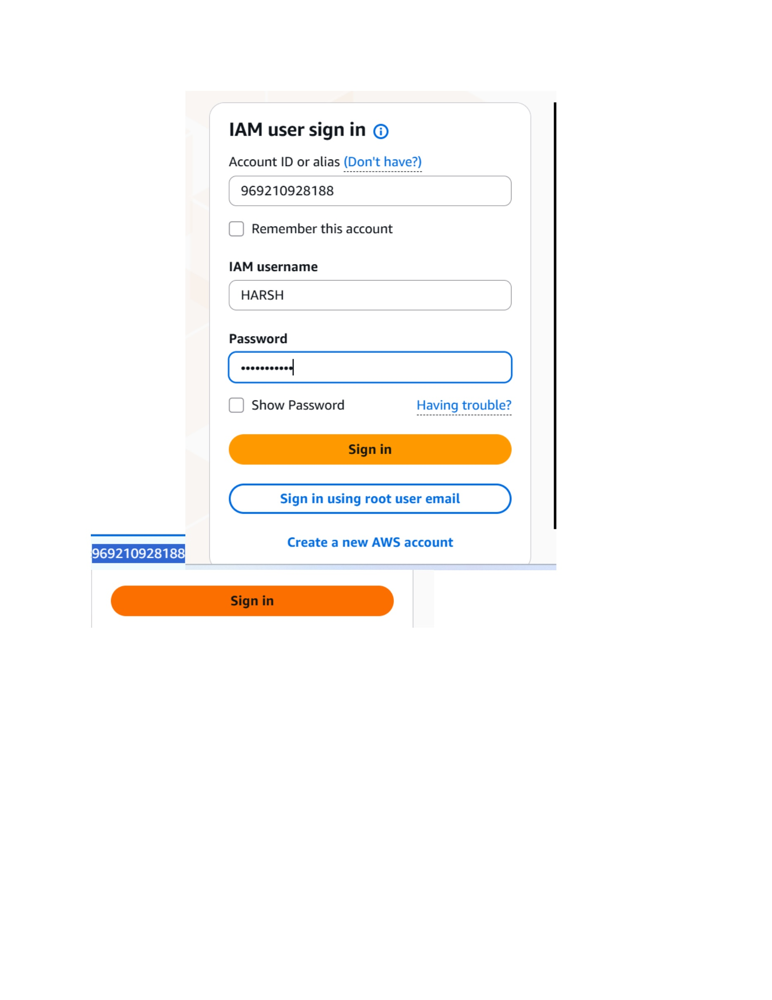 IAM user sign in
Account ID or alias (Don't have?)
969210928188
Remember this account
IAM username
HARSH
Password
•••••••••••
Show Password Having trouble?
Sign in
Sign in using root user email
Create a new AWS account
969210928188
Sign in